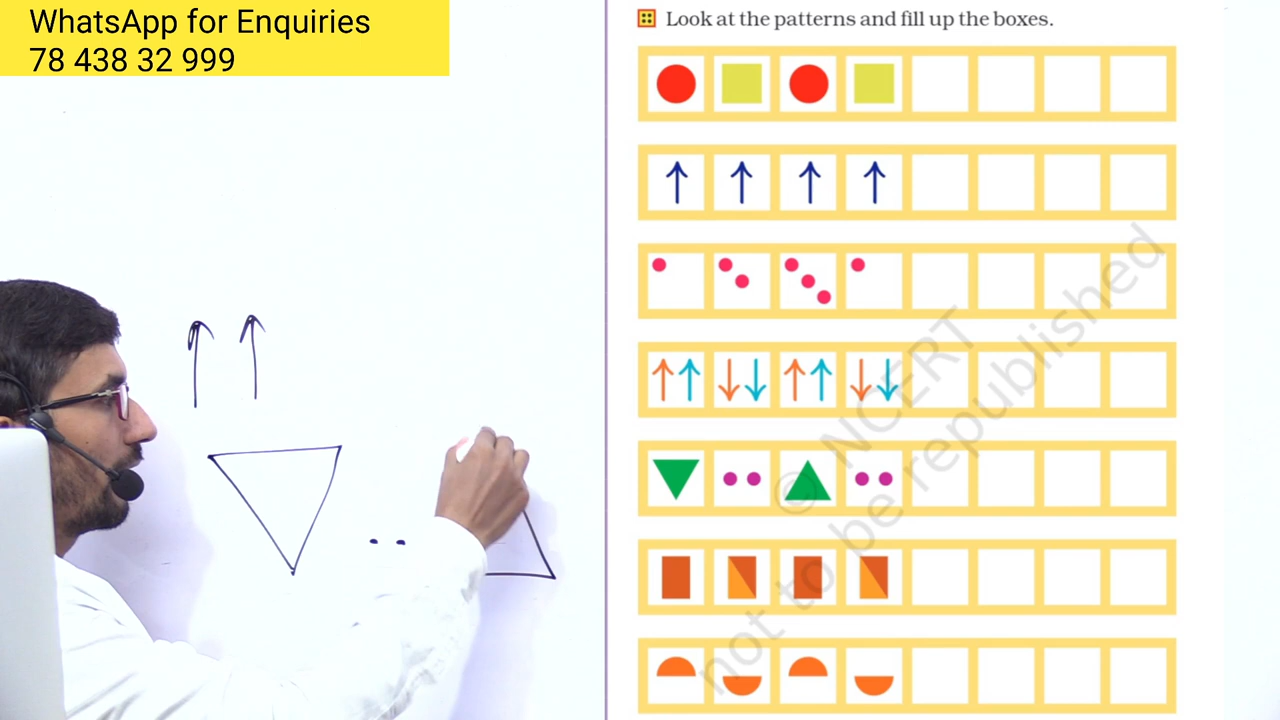 WhatsApp for Enquiries
78 438 32 999
Look at the patterns and fill up the boxes.
© NCERT
not to be republished